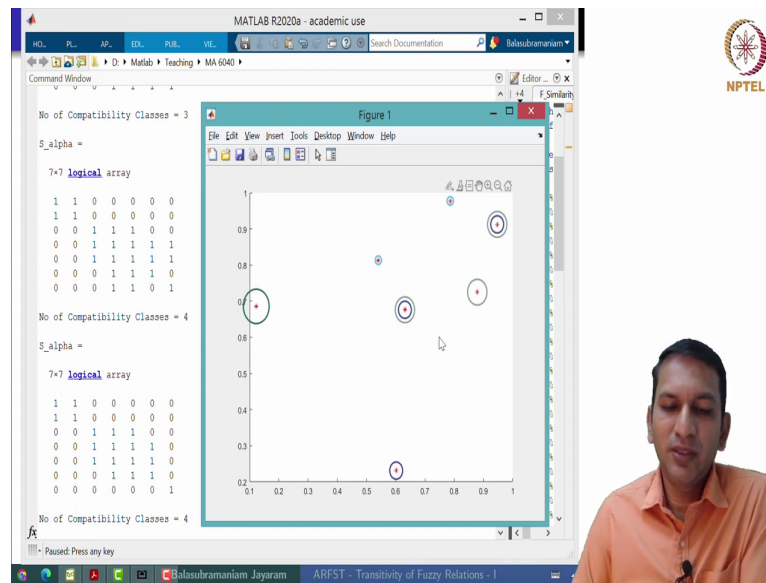 MATLAB R2020a - academic use
HO... PL... AP... EDI... PUB... VIE... Search Documentation Balasubramaniam
D: Matlab Teaching MA 6040
Command Window
Editor ...
+4 F_Similarity
0 0 0 1 1 1 1
No of Compatibility Classes = 3
S_alpha =
7×7 logical array
1 1 0 0 0 0 0
1 1 0 0 0 0 0
0 0 1 1 1 0 0
0 0 1 1 1 1 1
0 0 1 1 1 1 1
0 0 0 1 1 1 0
0 0 0 1 1 0 1
No of Compatibility Classes = 4
S_alpha =
7×7 logical array
1 1 0 0 0 0 0
1 1 0 0 0 0 0
0 0 1 1 1 0 0
0 0 1 1 1 1 0
0 0 1 1 1 1 0
0 0 0 1 1 1 0
0 0 0 0 0 0 1
No of Compatibility Classes = 4
fx
Paused: Press any key
Figure 1
File Edit View Insert Tools Desktop Window Help
1
0.9
0.8
0.7
0.6
0.5
0.4
0.3
0.2
0.1 0.2 0.3 0.4 0.5 0.6 0.7 0.8 0.9 1
NPTEL
Balasubramaniam Jayaram ARFST - Transitivity of Fuzzy Relations - I